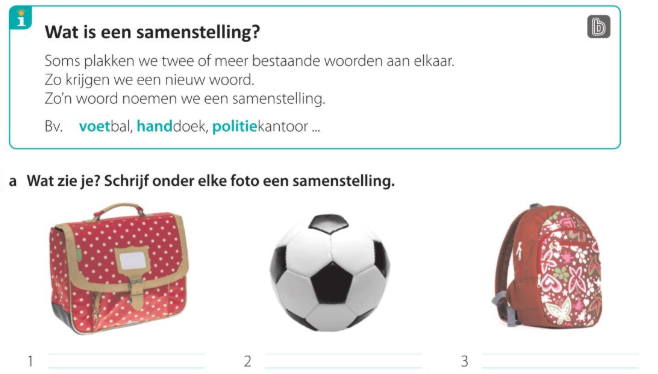 i
Wat is een samenstelling?
b
Soms plakken we twee of meer bestaande woorden aan elkaar.
Zo krijgen we een nieuw woord.
Zo'n woord noemen we een samenstelling.
Bv. voetbal, handdoek, politiekantoor ...
a Wat zie je? Schrijf onder elke foto een samenstelling.
1 2 3